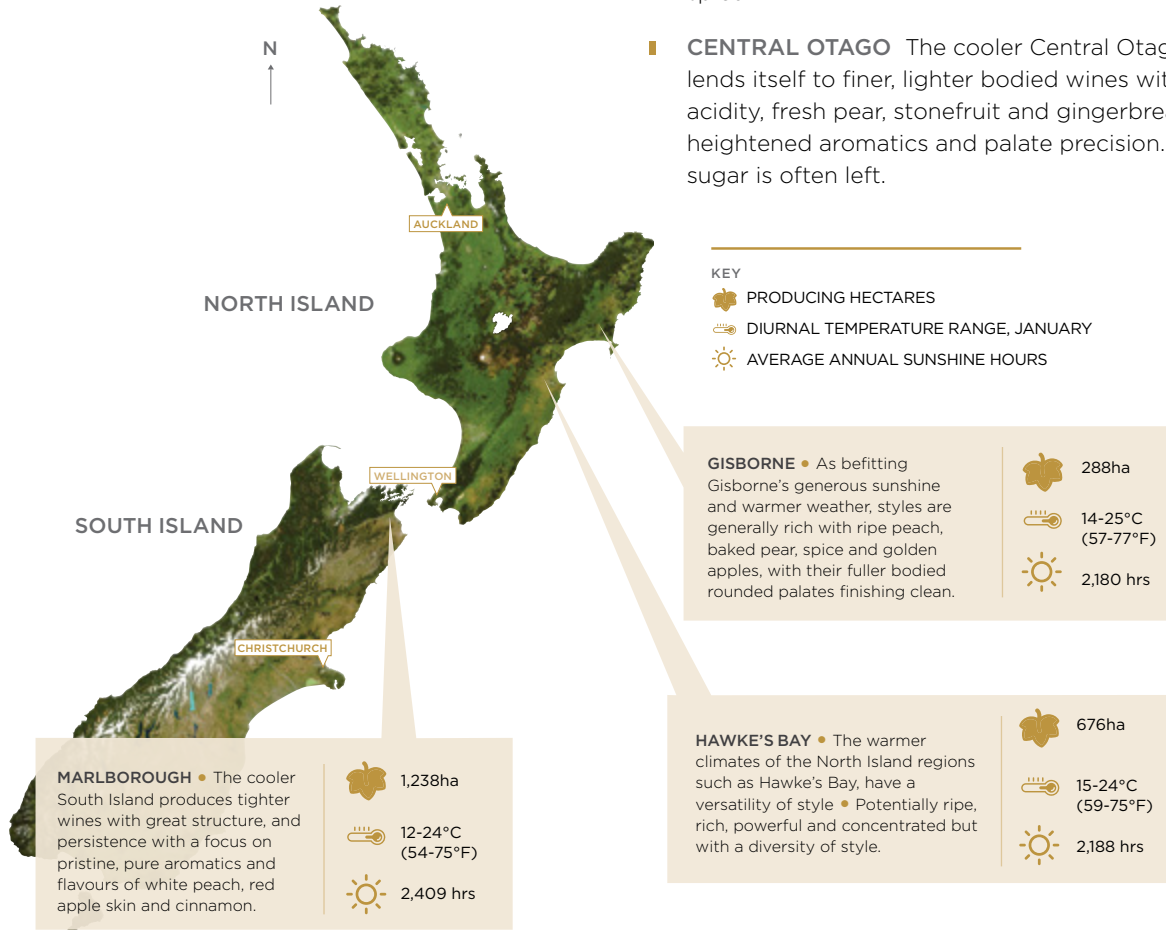 CENTRAL OTAGO The cooler Central Otag
lends itself to finer, lighter bodied wines wit
acidity, fresh pear, stonefruit and gingerbrea
heightened aromatics and palate precision.
sugar is often left.
N
AUCKLAND
NORTH ISLAND
WELLINGTON
SOUTH ISLAND
CHRISTCHURCH
KEY
PRODUCING HECTARES
DIURNAL TEMPERATURE RANGE, JANUARY
AVERAGE ANNUAL SUNSHINE HOURS
GISBORNE • As befitting
Gisborne's generous sunshine
and warmer weather, styles are
generally rich with ripe peach,
baked pear, spice and golden
apples, with their fuller bodied
rounded palates finishing clean.
288ha
14-25°C
(57-77°F)
2,180 hrs
HAWKE'S BAY • The warmer
climates of the North Island regions
such as Hawke's Bay, have a
versatility of style • Potentially ripe,
rich, powerful and concentrated but
with a diversity of style.
676ha
15-24°C
(59-75°F)
2,188 hrs
MARLBOROUGH • The cooler
South Island produces tighter
wines with great structure, and
persistence with a focus on
pristine, pure aromatics and
flavours of white peach, red
apple skin and cinnamon.
1,238ha
12-24°C
(54-75°F)
2,409 hrs